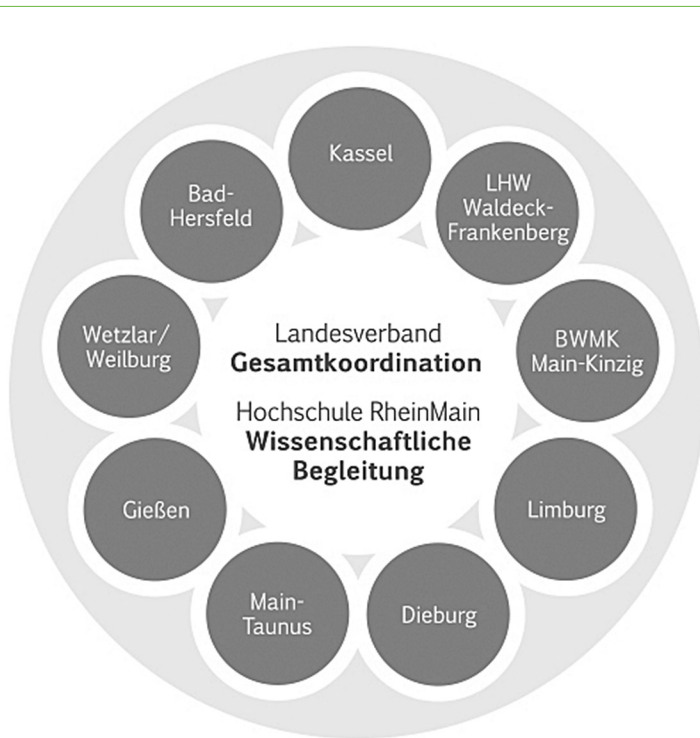 Kassel
LHW
Waldeck-
Frankenberg
BWMK
Main-Kinzig
Limburg
Dieburg
Main-
Taunus
Gießen
Wetzlar/
Weilburg
Bad-
Hersfeld
Landesverband
Gesamtkoordination
Hochschule RheinMain
Wissenschaftliche
Begleitung